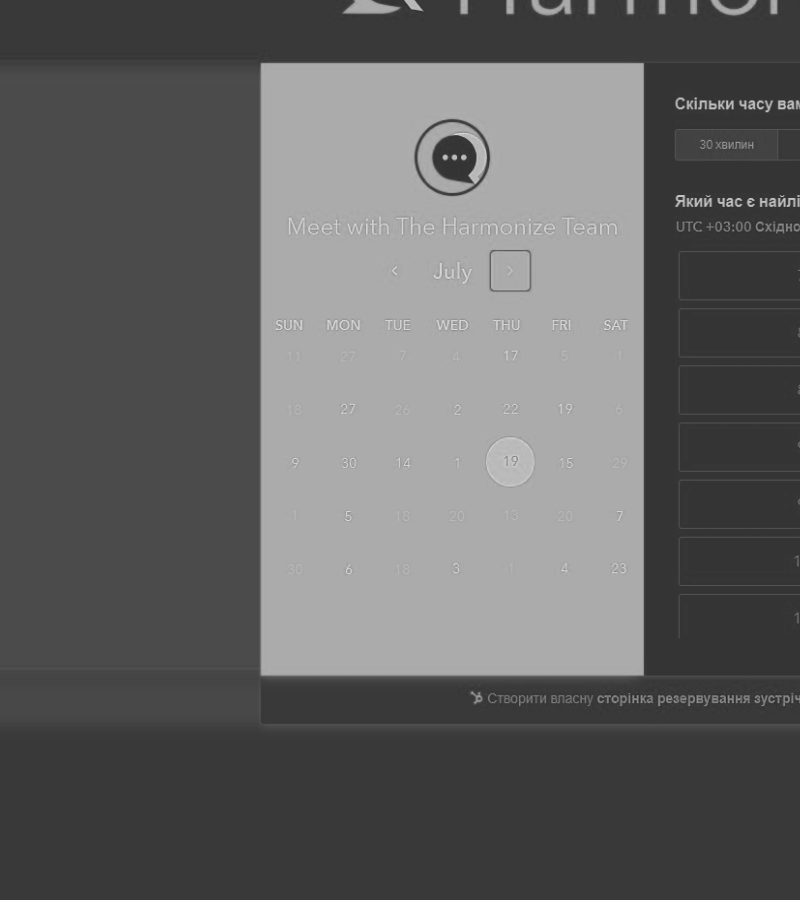 Harmon
Meet with The Harmonize Team
July
SUN MON TUE WED THU FRI SAT
11 27 7 4 17 5 1
18 27 26 2 22 19 6
9 30 14 1 19 15 29
1 5 18 20 13 20 7
30 6 18 3 1 4 23
Скільки часу вам
30 хвилин
Який час є найлі
UTC +03:00 Східно
Створити власну сторінка резервування зустріч